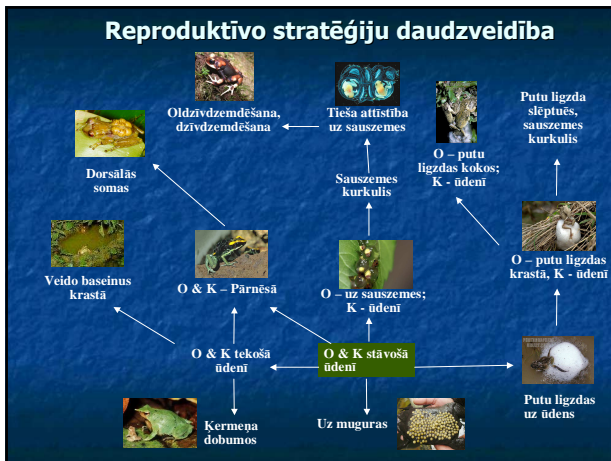 Reproduktīvo stratēģiju daudzveidība
Oldzīvdzemdēšana,
dzīvdzemdēšana
Tieša attīstība
uz sauszemes
Putu ligzda
slēptuēs,
sauszemes
kurkulis
Dorsālās
somas
Sauszemes
kurkulis
O – putu
ligzdas kokos;
K - ūdenī
Veido baseinus
krastā
O & K – Pārnēsā
O – uz sauszemes;
K - ūdenī
O – putu ligzdas
krastā, K - ūdenī
O & K tekošā
ūdenī
O & K stāvošā
ūdenī
Putu ligzdas
uz ūdens
Ķermeņa
dobumos
Uz muguras